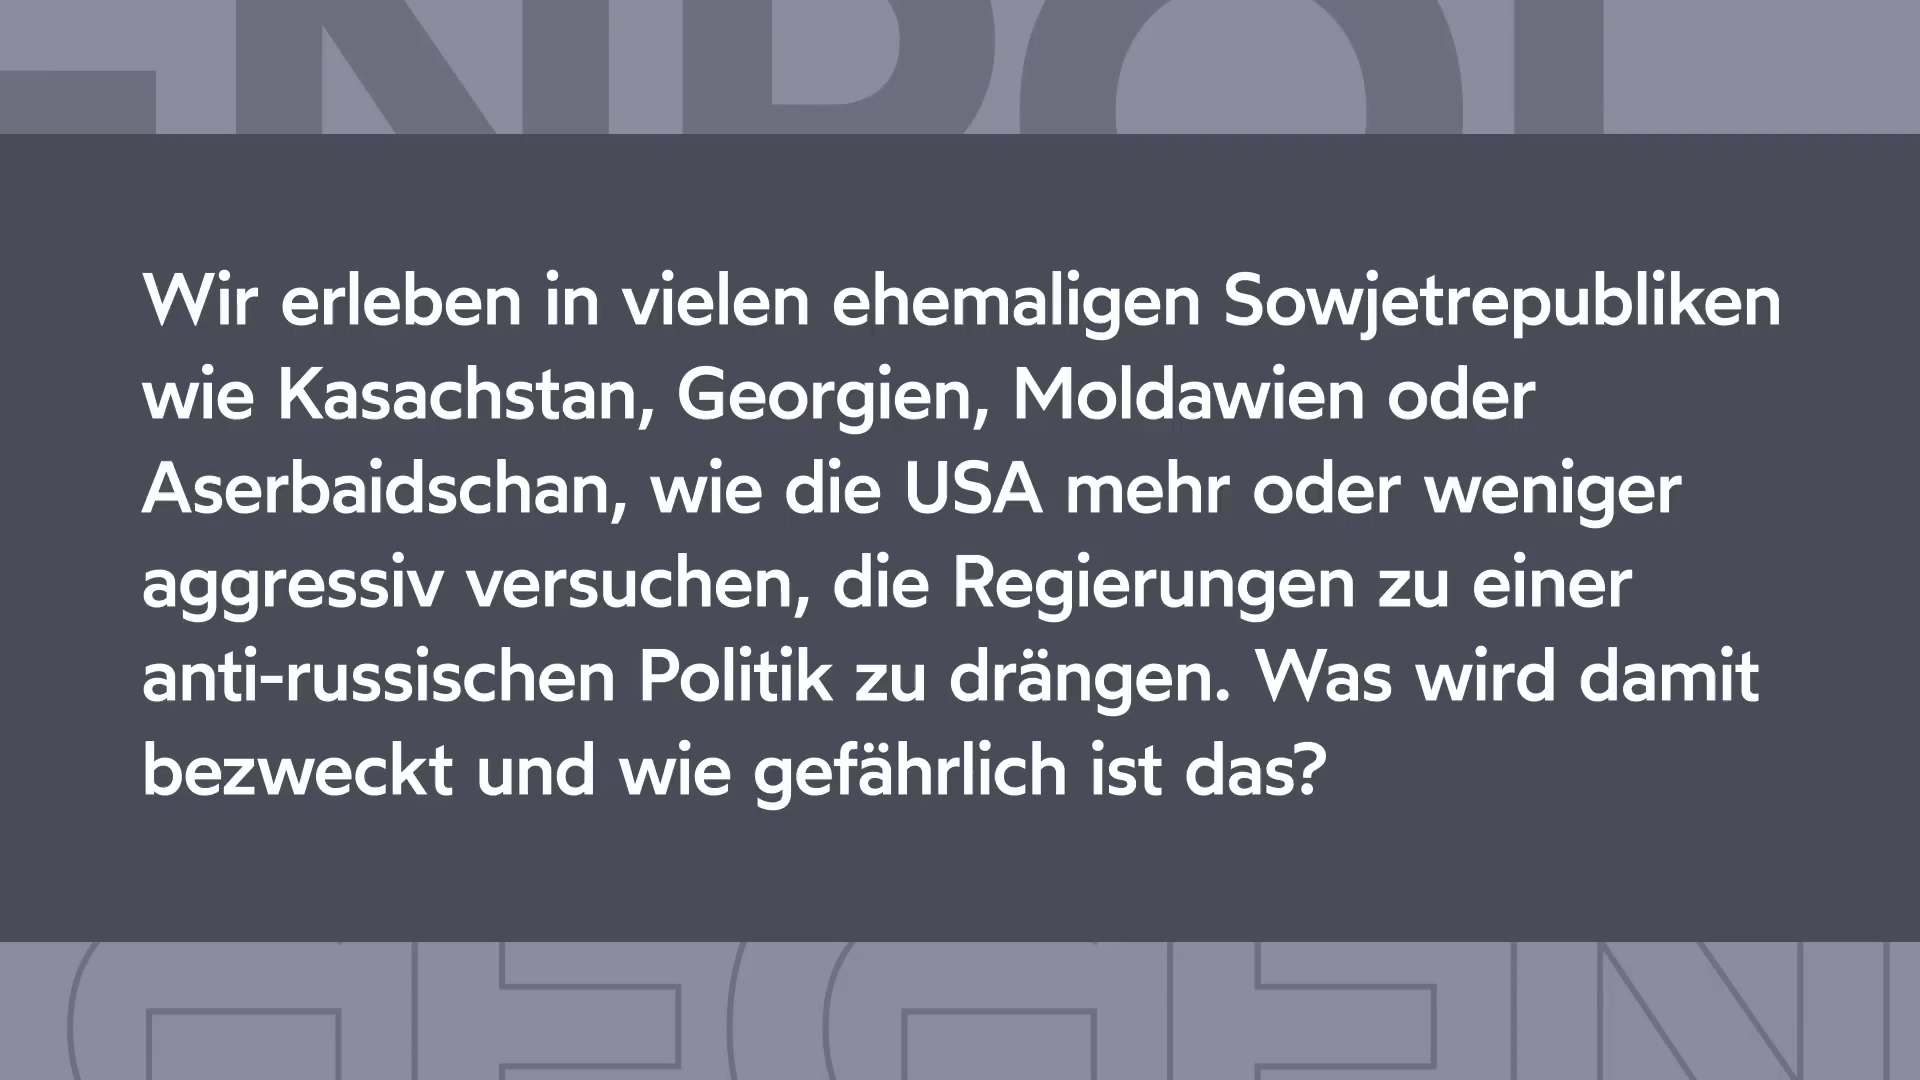 ENPOL
Wir erleben in vielen ehemaligen Sowjetrepubliken
wie Kasachstan, Georgien, Moldawien oder
Aserbaidschan, wie die USA mehr oder weniger
aggressiv versuchen, die Regierungen zu einer
anti-russischen Politik zu drängen. Was wird damit
bezweckt und wie gefährlich ist das?
GEGEN